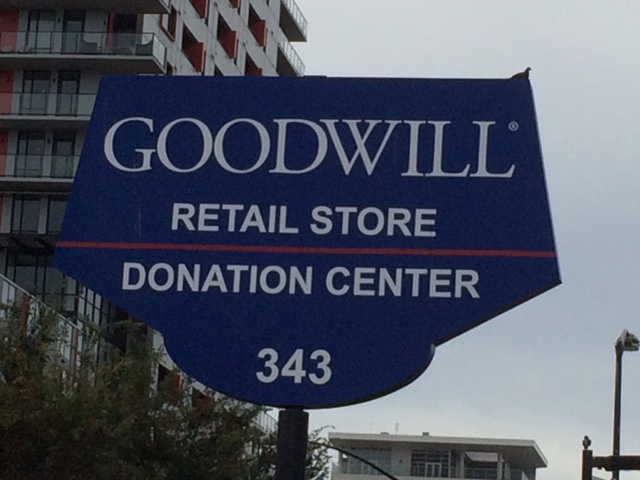 GOODWILL®
RETAIL STORE
DONATION CENTER
343